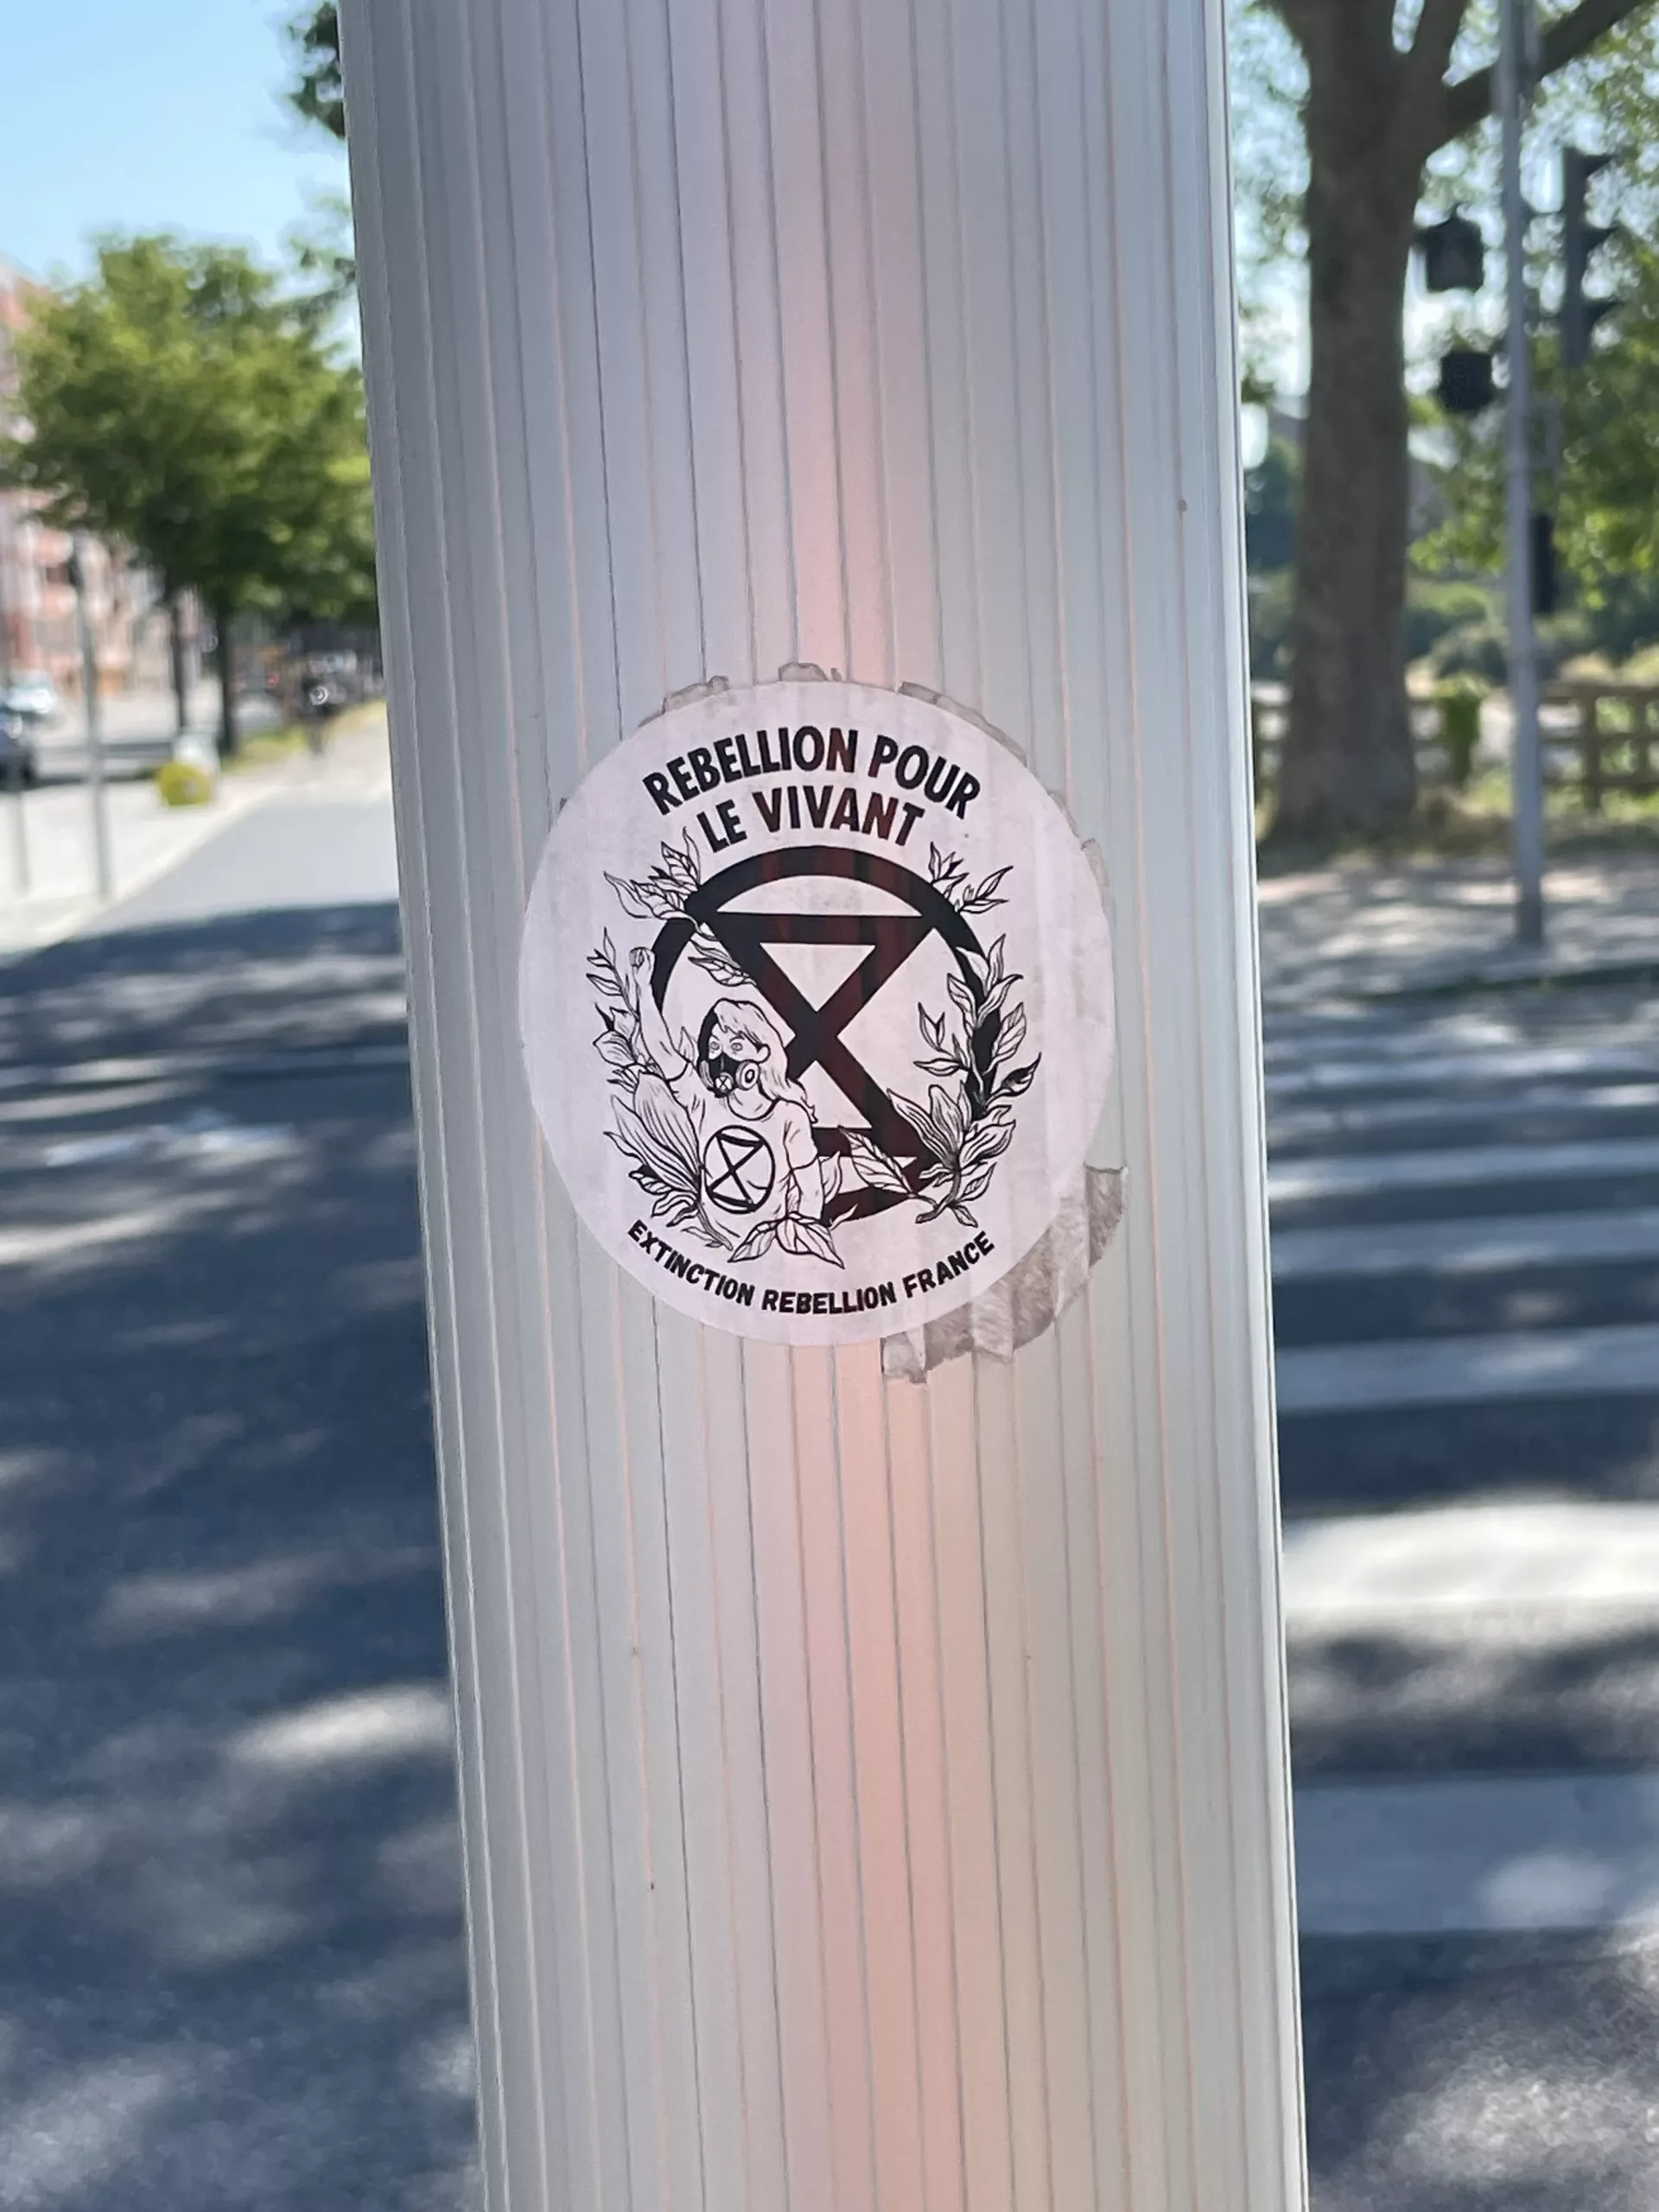 REBELLION POUR
LE VIVANT
EXTINCTION REBELLION FRANCE